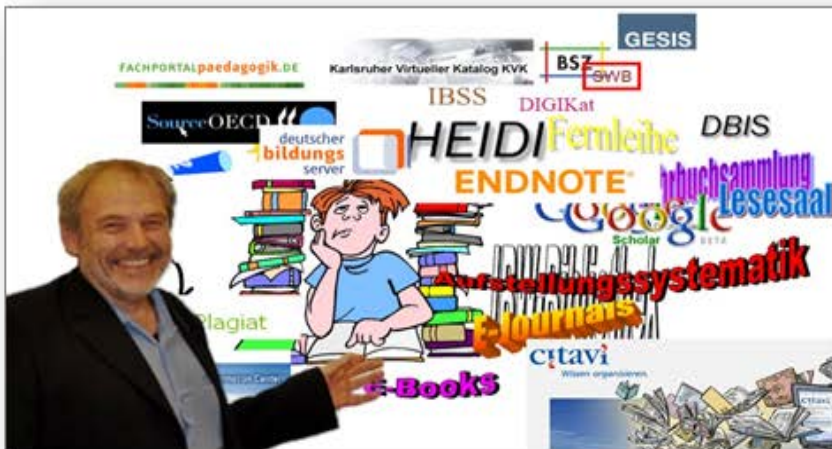 GESIS
FACHPORTALpaedagogik.DE
Karlsruher Virtueller Katalog KVK
BSZ
SWB
IBSS
DIGIKat
SourceOECD
deutscher
bildungs
server
HEIDI
Fernleihe
DBIS
ENDNOTE®
Lesesaal
Google
Scholar BETA
Aufstellungssystematik
E-Journals
Plagiat
citavi
Wissen organisieren.
E-Books